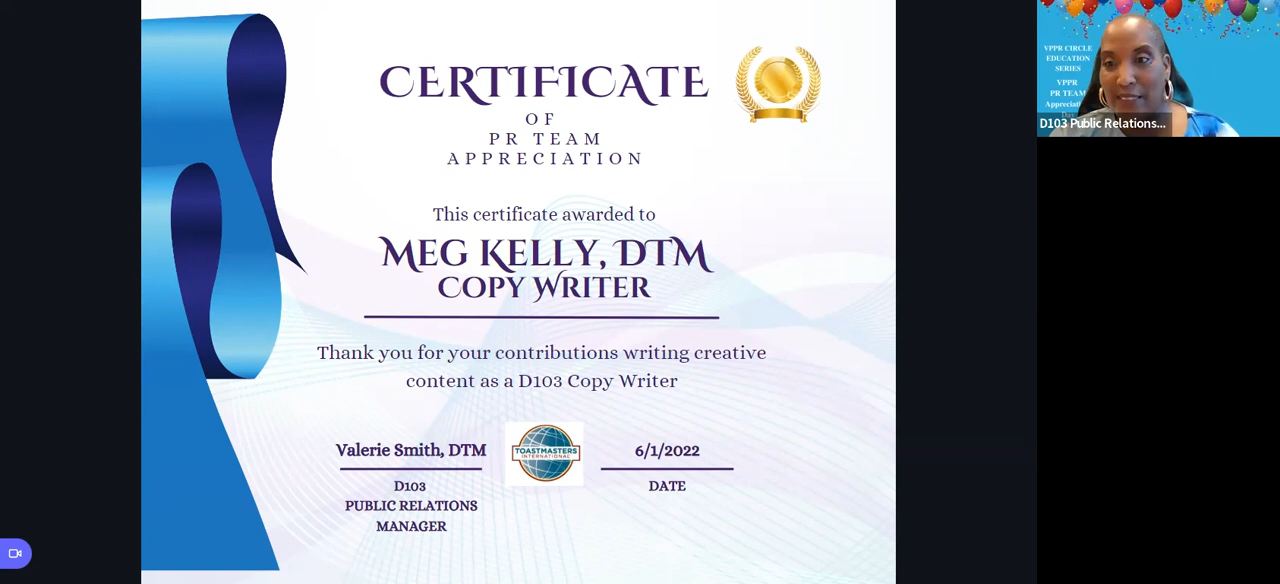 CERTIFICATE
OF
PR TEAM
APPRECIATION
This certificate awarded to
MEG KELLY, DTM
COPY WRITER
Thank you for your contributions writing creative
content as a D103 Copy Writer
Valerie Smith, DTM
D103
PUBLIC RELATIONS
MANAGER
TOASTMASTERS
INTERNATIONAL
6/1/2022
DATE
VPPR CIRCLE
EDUCATION
SERIES
VPPR
PR TEAM
D103 Public Relations...